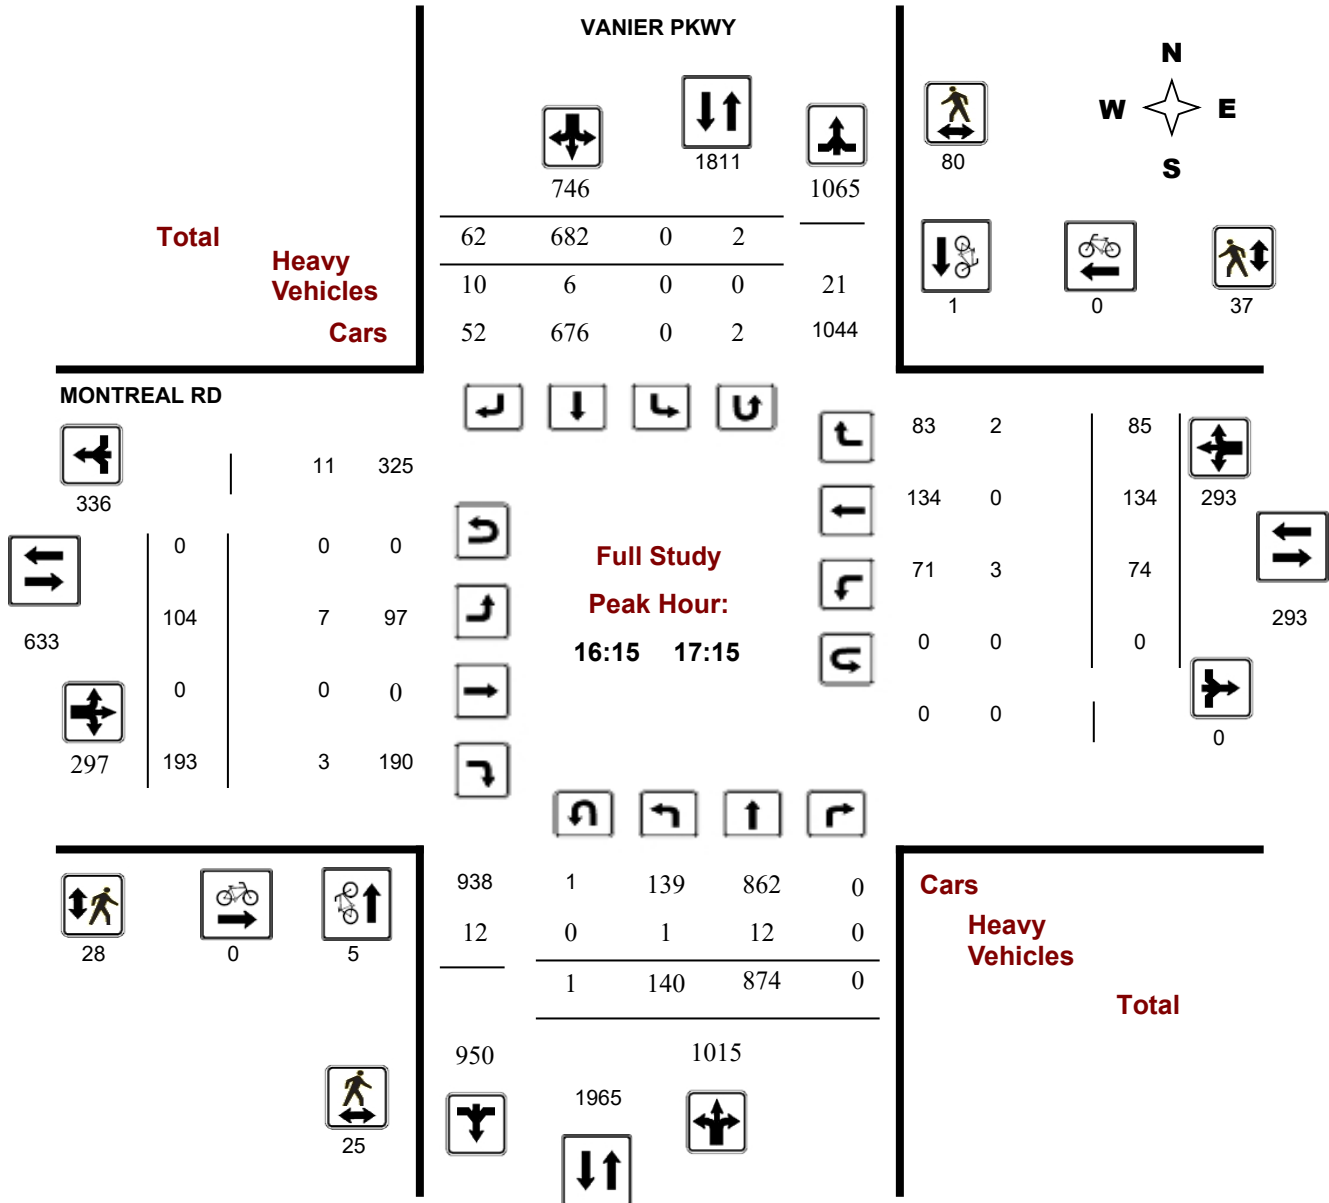 VANIER PKWY
N
W E
S
1811
80
746 1065
Total 62 682 0 2
Heavy
Vehicles 10 6 0 0 21
1 0 37
Cars 52 676 0 2 1044
MONTREAL RD
83 2 85
11 325
336
134 0 134 293
0 0 0
Full Study
71 3 74
Peak Hour:
104 7 97
633
293
16:15 17:15
0 0 0
0 0 0
0 0
0
297 193 3 190
938 1 139 862 0 Cars
12 0 1 12 0 Heavy
Vehicles
28 0 5
1 140 874 0
Total
950 1015
1965
25